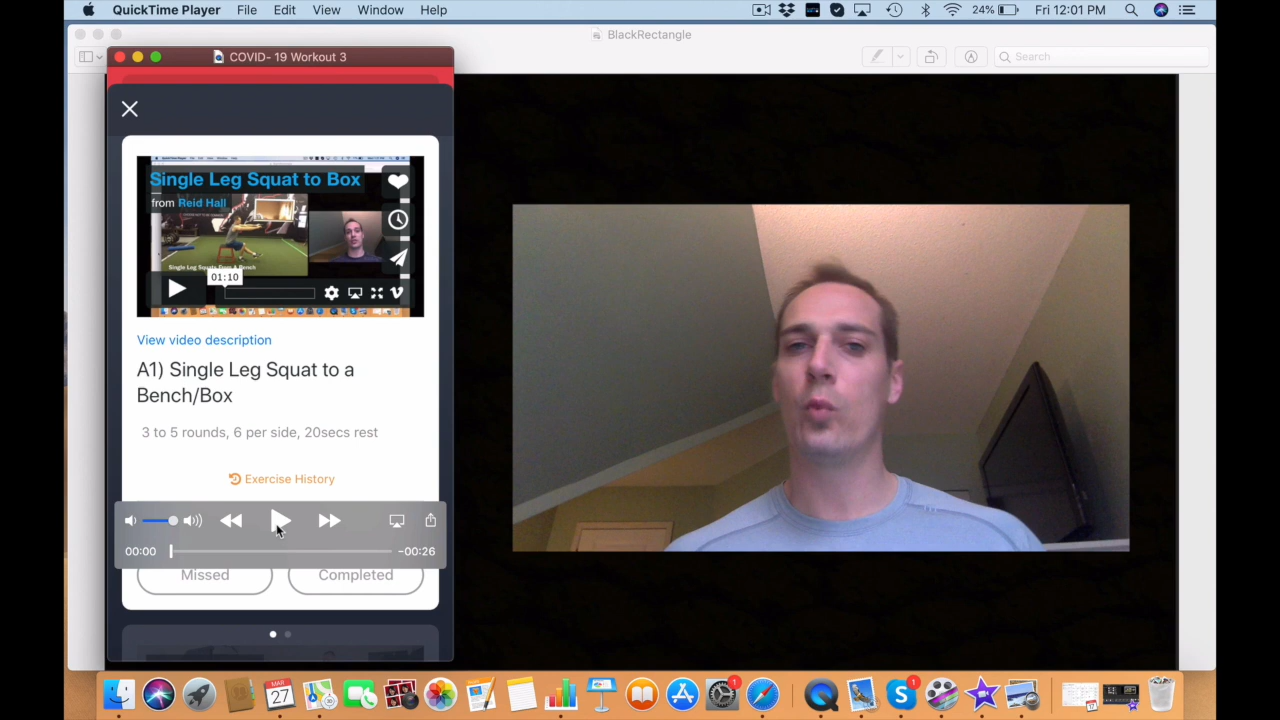 QuickTime Player File Edit View Window Help 24% Fri 12:01 PM
BlackRectangle
Search
COVID- 19 Workout 3
Single Leg Squat to Box
from Reid Hall
01:10
View video description
A1) Single Leg Squat to a
Bench/Box
3 to 5 rounds, 6 per side, 20secs rest
Exercise History
00:00 −00:26
Missed Completed
MAR
27
1
1
17